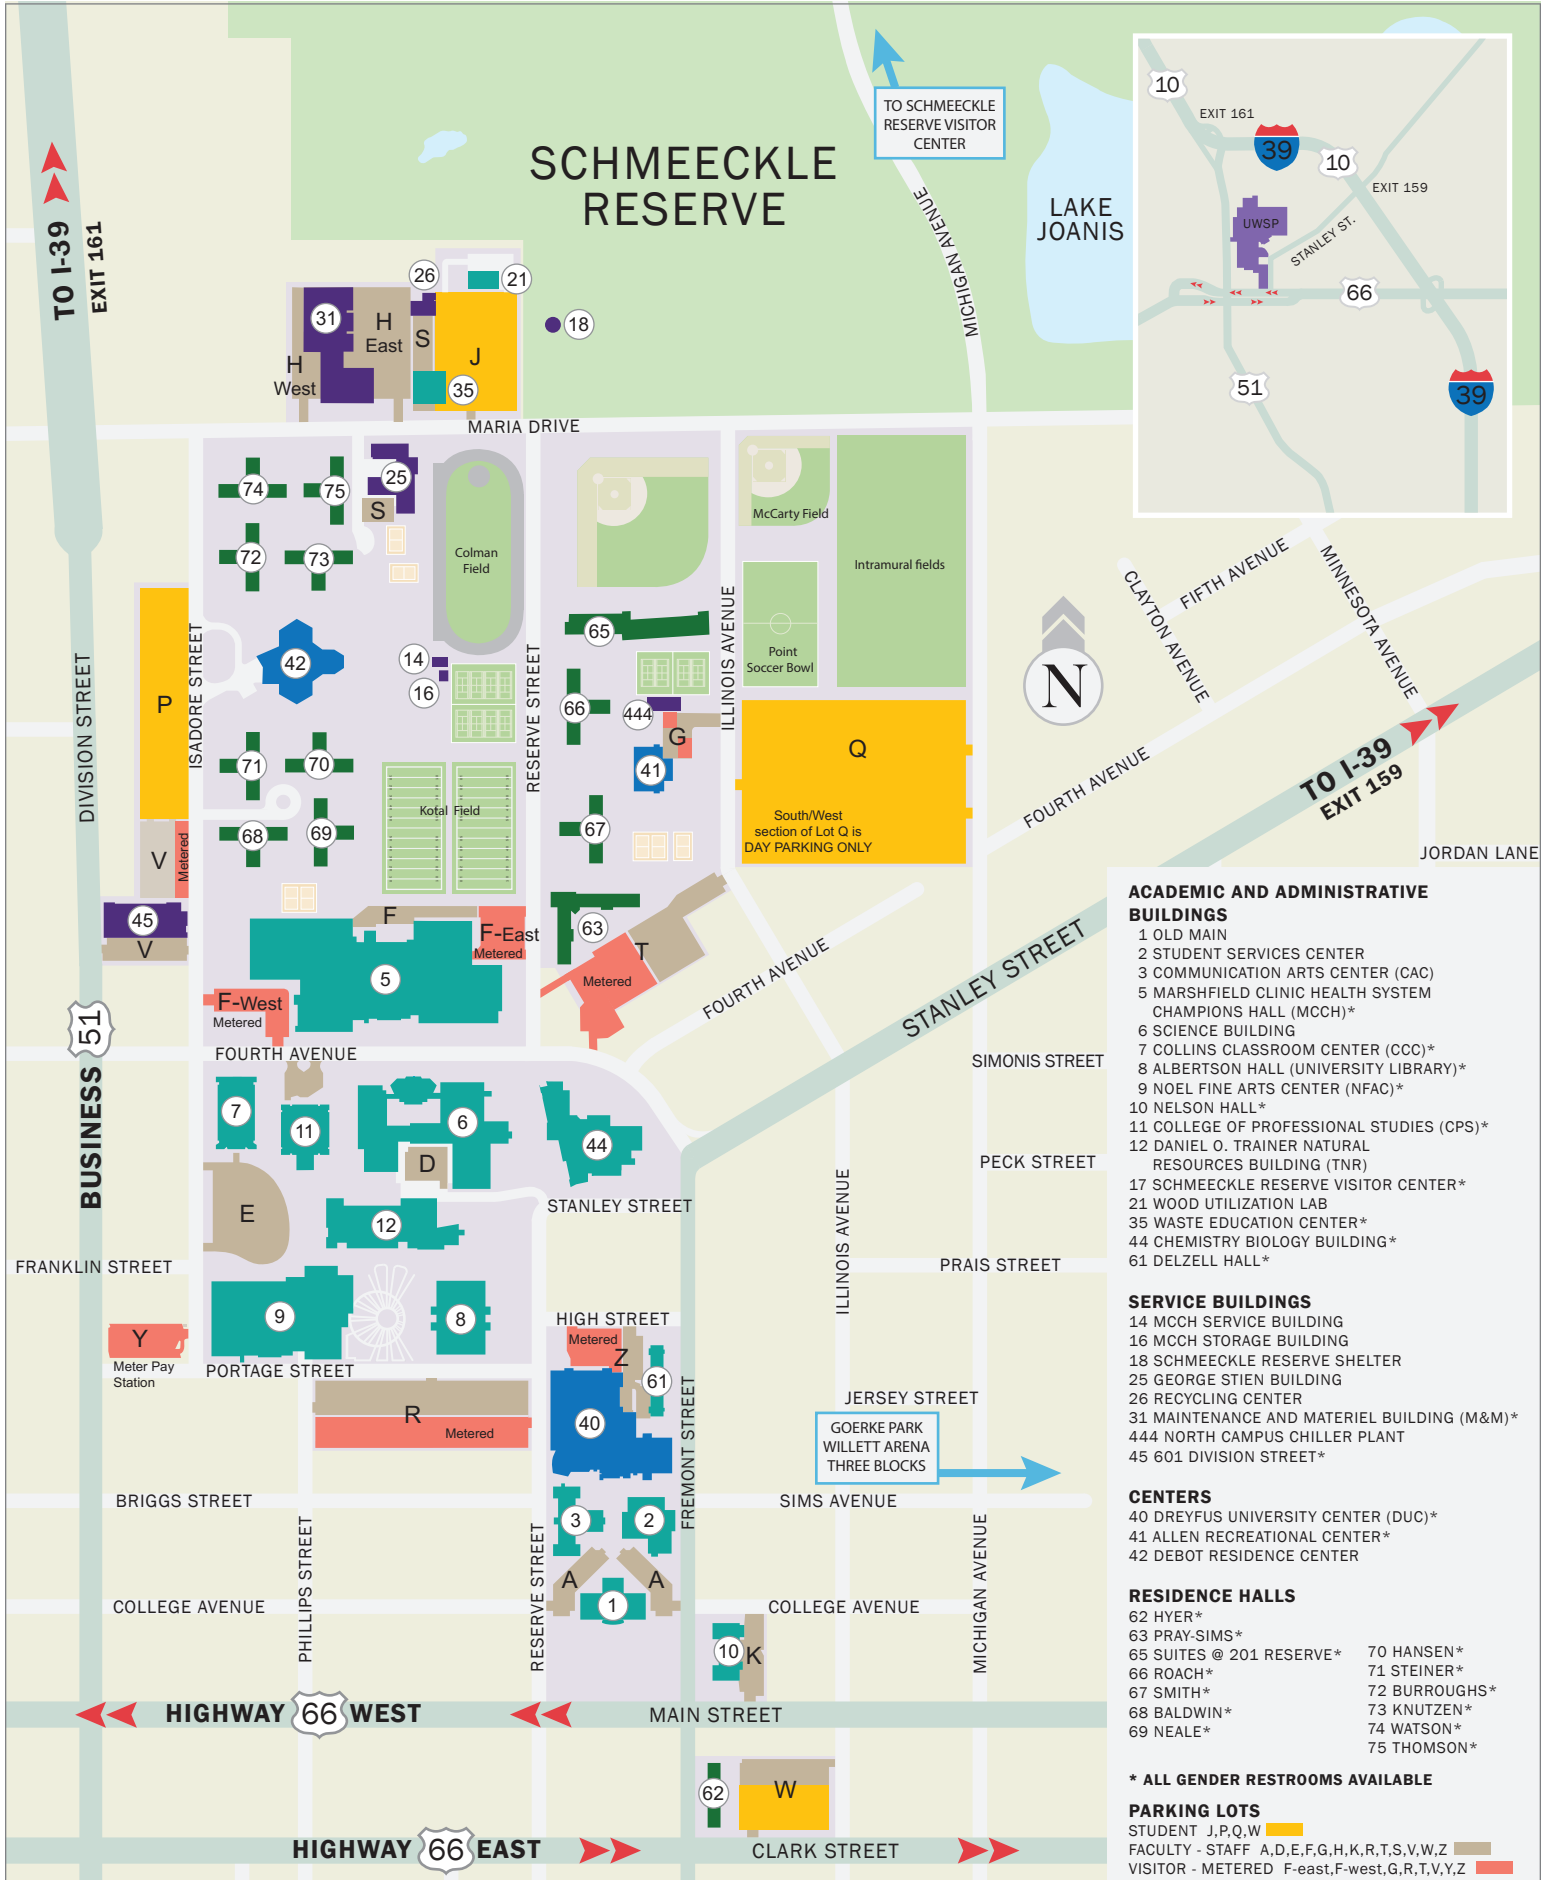 SCHMEECKLE
RESERVE
TO SCHMEECKLE
RESERVE VISITOR
CENTER
MICHIGAN AVENUE
LAKE
JOANIS
10
EXIT 161
39
10
EXIT 159
UWSP
STANLEY ST.
66
51
39
TO I-39
EXIT 161
26
21
31
H
East
S
J
18
H
West
35
MARIA DRIVE
74
75
25
S
72
73
Colman
Field
McCarty Field
Intramural fields
Point
Soccer Bowl
65
42
14
16
66
444
G
41
P
ISADORE STREET
DIVISION STREET
RESERVE STREET
ILLINOIS AVENUE
Q
South/West
section of Lot Q is
DAY PARKING ONLY
N
CLAYTON AVENUE
FIFTH AVENUE
MINNESOTA AVENUE
FOURTH AVENUE
TO I-39
EXIT 159
JORDAN LANE
71
70
Kotal Field
68
69
67
V
Metered
45
V
F
F-East
Metered
63
T
Metered
5
F-West
Metered
FOURTH AVENUE
FOURTH AVENUE
STANLEY STREET
51
BUSINESS
SIMONIS STREET
PECK STREET
PRAIS STREET
7
11
6
D
44
E
12
STANLEY STREET
ILLINOIS AVENUE
FRANKLIN STREET
9
8
HIGH STREET
Metered
Z
61
Y
Meter Pay
Station
PORTAGE STREET
R
Metered
40
FREMONT STREET
JERSEY STREET
GOERKE PARK
WILLETT ARENA
THREE BLOCKS
BRIGGS STREET
SIMS AVENUE
3
2
A
A
1
PHILLIPS STREET
RESERVE STREET
MICHIGAN AVENUE
COLLEGE AVENUE
COLLEGE AVENUE
10
K
HIGHWAY 66 WEST
MAIN STREET
62
W
HIGHWAY 66 EAST
CLARK STREET
ACADEMIC AND ADMINISTRATIVE
BUILDINGS
1 OLD MAIN
2 STUDENT SERVICES CENTER
3 COMMUNICATION ARTS CENTER (CAC)
5 MARSHFIELD CLINIC HEALTH SYSTEM
CHAMPIONS HALL (MCCH)*
6 SCIENCE BUILDING
7 COLLINS CLASSROOM CENTER (CCC)*
8 ALBERTSON HALL (UNIVERSITY LIBRARY)*
9 NOEL FINE ARTS CENTER (NFAC)*
10 NELSON HALL*
11 COLLEGE OF PROFESSIONAL STUDIES (CPS)*
12 DANIEL O. TRAINER NATURAL
RESOURCES BUILDING (TNR)
17 SCHMEECKLE RESERVE VISITOR CENTER*
21 WOOD UTILIZATION LAB
35 WASTE EDUCATION CENTER*
44 CHEMISTRY BIOLOGY BUILDING*
61 DELZELL HALL*
SERVICE BUILDINGS
14 MCCH SERVICE BUILDING
16 MCCH STORAGE BUILDING
18 SCHMEECKLE RESERVE SHELTER
25 GEORGE STIEN BUILDING
26 RECYCLING CENTER
31 MAINTENANCE AND MATERIEL BUILDING (M&M)*
444 NORTH CAMPUS CHILLER PLANT
45 601 DIVISION STREET*
CENTERS
40 DREYFUS UNIVERSITY CENTER (DUC)*
41 ALLEN RECREATIONAL CENTER*
42 DEBOT RESIDENCE CENTER
RESIDENCE HALLS
62 HYER*
63 PRAY-SIMS*
65 SUITES @ 201 RESERVE*
66 ROACH*
67 SMITH*
68 BALDWIN*
69 NEALE*
70 HANSEN*
71 STEINER*
72 BURROUGHS*
73 KNUTZEN*
74 WATSON*
75 THOMSON*
* ALL GENDER RESTROOMS AVAILABLE
PARKING LOTS
STUDENT J,P,Q,W
FACULTY - STAFF A,D,E,F,G,H,K,R,T,S,V,W,Z
VISITOR - METERED F-east,F-west,G,R,T,V,Y,Z